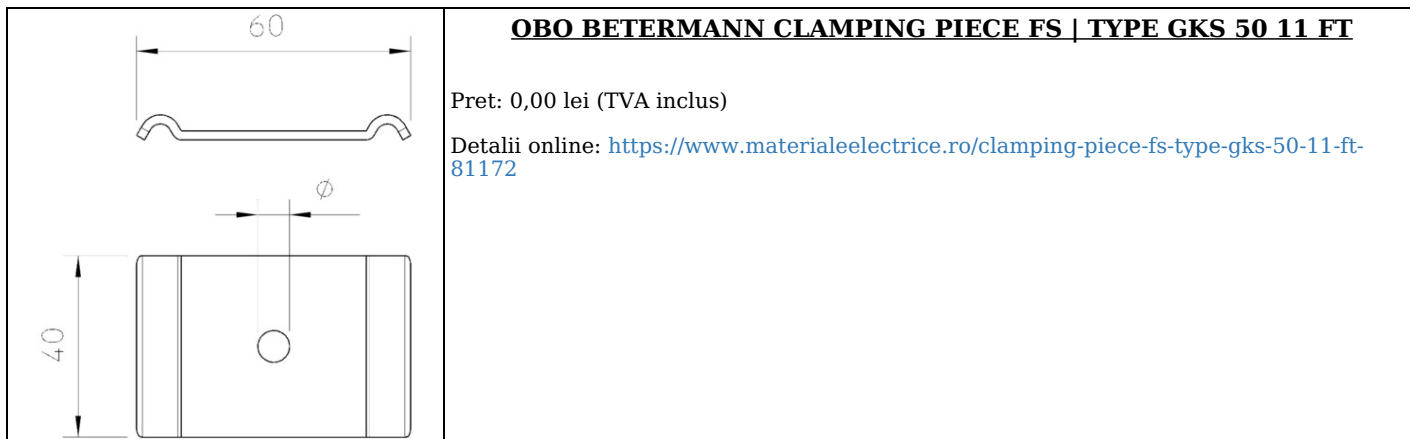 60
Ø
40
OBO BETERMANN CLAMPING PIECE FS | TYPE GKS 50 11 FT
Pret: 0,00 lei (TVA inclus)
Detalii online: https://www.materialeelectrice.ro/clamping-piece-fs-type-gks-50-11-ft-
81172